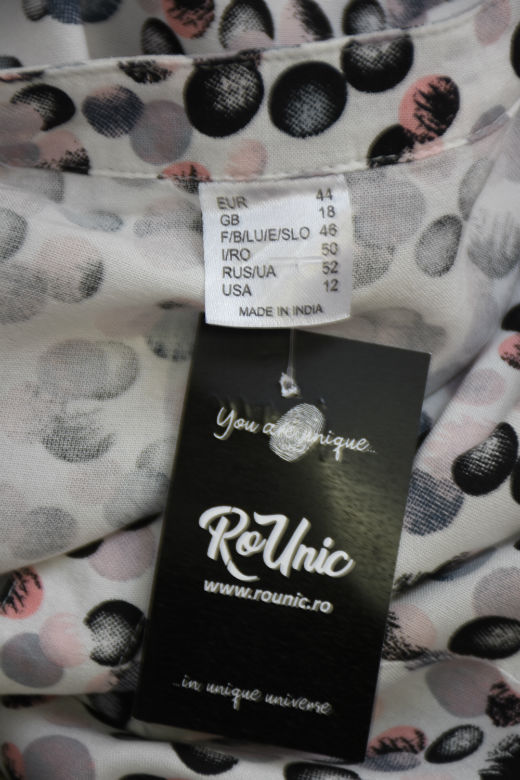 EUR 44
GB 18
F/B/LU/E/SLO 46
I/RO 50
RUS/UA 52
USA 12
MADE IN INDIA
You are unique...
RoUnic
www.rounic.ro
...in unique universe